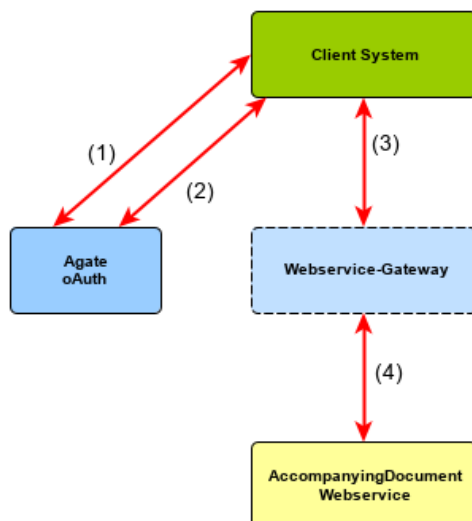 Client System
(1)
(2)
(3)
Agate
oAuth
Webservice-Gateway
(4)
AccompanyingDocument
Webservice